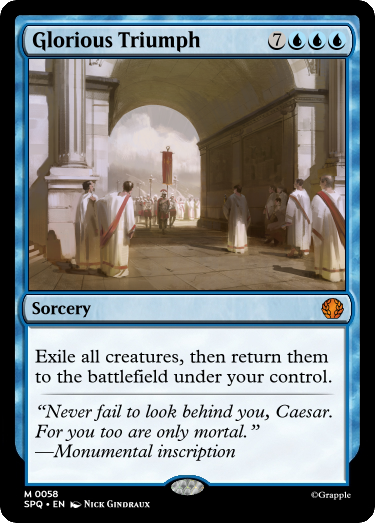 Glorious Triumph 7
Sorcery
Exile all creatures, then return them
to the battlefield under your control.
“Never fail to look behind you, Caesar.
For you too are only mortal.”
—Monumental inscription
M 0058
SPQ • EN Nick Gindraux
©Grapple